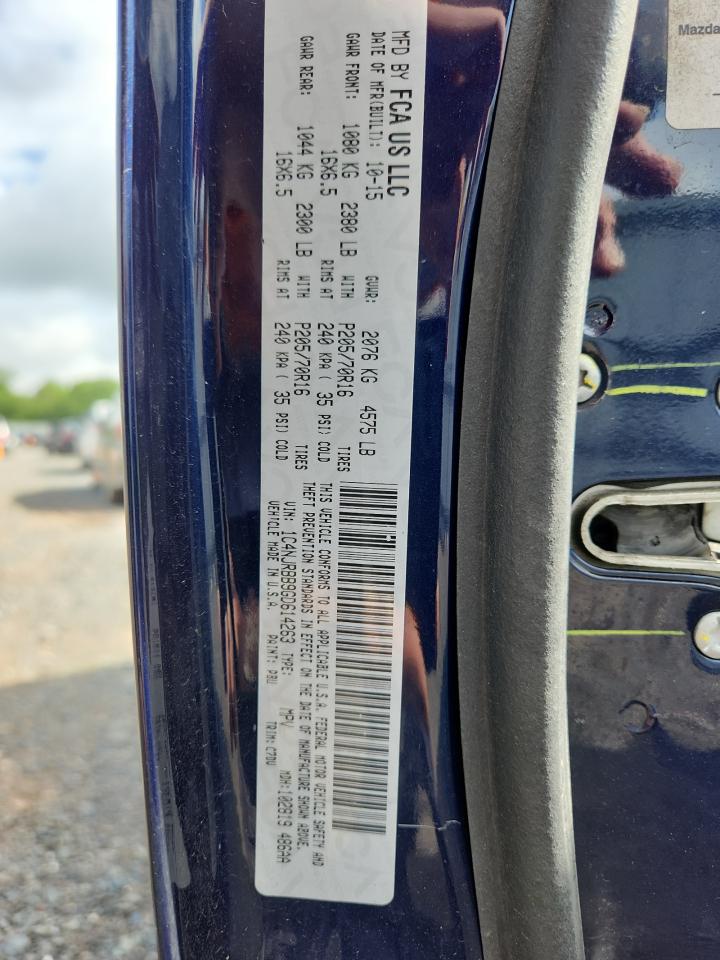 MFD BY FCA US LLC
DATE OF MFR(BUILT): 10-15 GVWR: 2076 KG 4575 LB
GAWR FRONT: 1080 KG 2380 LB WITH P205/70R16 TIRES
16X6.5 RIMS AT 240 KPA ( 35 PSI) COLD
GAWR REAR: 1044 KG 2300 LB WITH P205/70R16 TIRES
16X6.5 RIMS AT 240 KPA ( 35 PSI) COLD
THIS VEHICLE CONFORMS TO ALL APPLICABLE U.S.A. FEDERAL MOTOR VEHICLE SAFETY AND
THEFT PREVENTION STANDARDS IN EFFECT ON THE DATE OF MANUFACTURE SHOWN ABOVE.
VIN: 1C4NJRBB9GD614263 TYPE: MPV MDH:102819 486AA
VEHICLE MADE IN U.S.A. PAINT: PBU TRIM: C7DV
Mazda